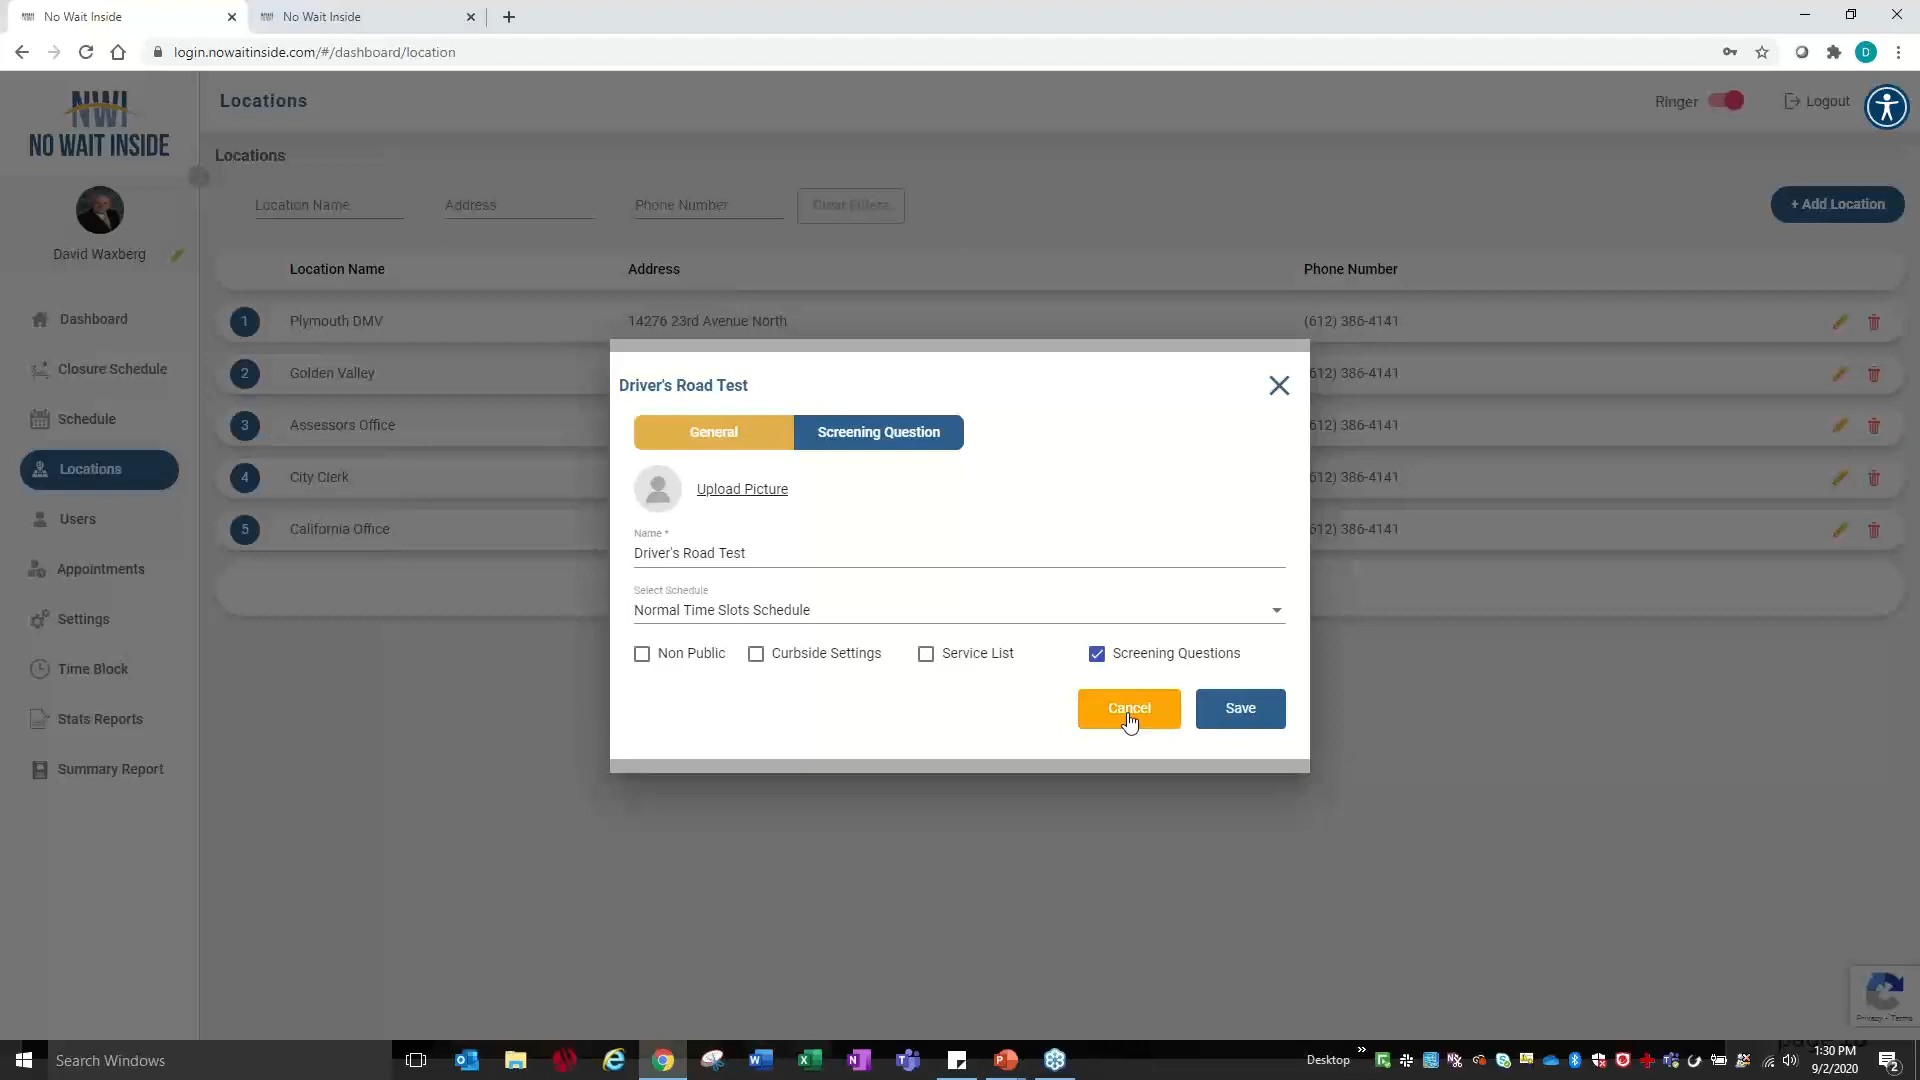 No Wait Inside
No Wait Inside
login.nowaitinside.com/#/dashboard/location
NWI
NO WAIT INSIDE
Locations
Ringer
Logout
David Waxberg
Dashboard
Closure Schedule
Schedule
Locations
Users
Appointments
Settings
Time Block
Stats Reports
Summary Report
Locations
Location Name
Address
Phone Number
Clear Filters
+ Add Location
Location Name
Address
Phone Number
1
Plymouth DMV
14276 23rd Avenue North
(612) 386-4141
2
Golden Valley
612) 386-4141
3
Assessors Office
612) 386-4141
4
City Clerk
612) 386-4141
5
California Office
612) 386-4141
Driver's Road Test
General
Screening Question
Upload Picture
Name *
Driver's Road Test
Select Schedule
Normal Time Slots Schedule
Non Public
Curbside Settings
Service List
Screening Questions
Cancel
Save
Privacy - Terms
Search Windows
Desktop
1:30 PM
9/2/2020
2